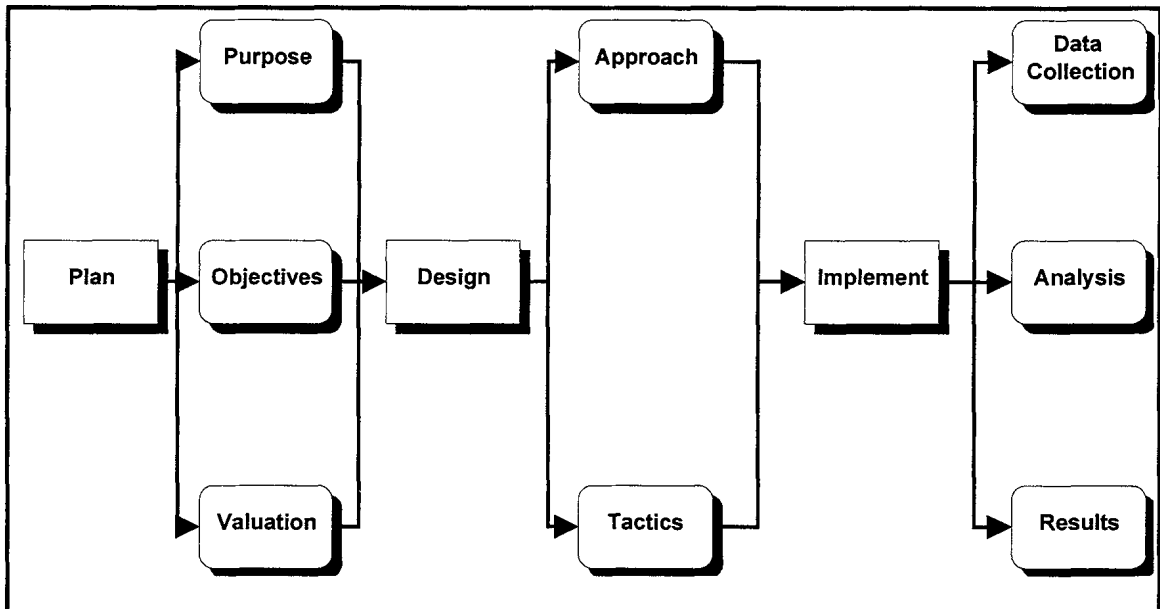 Plan
Purpose
Objectives
Valuation
Design
Approach
Tactics
Implement
Data
Collection
Analysis
Results